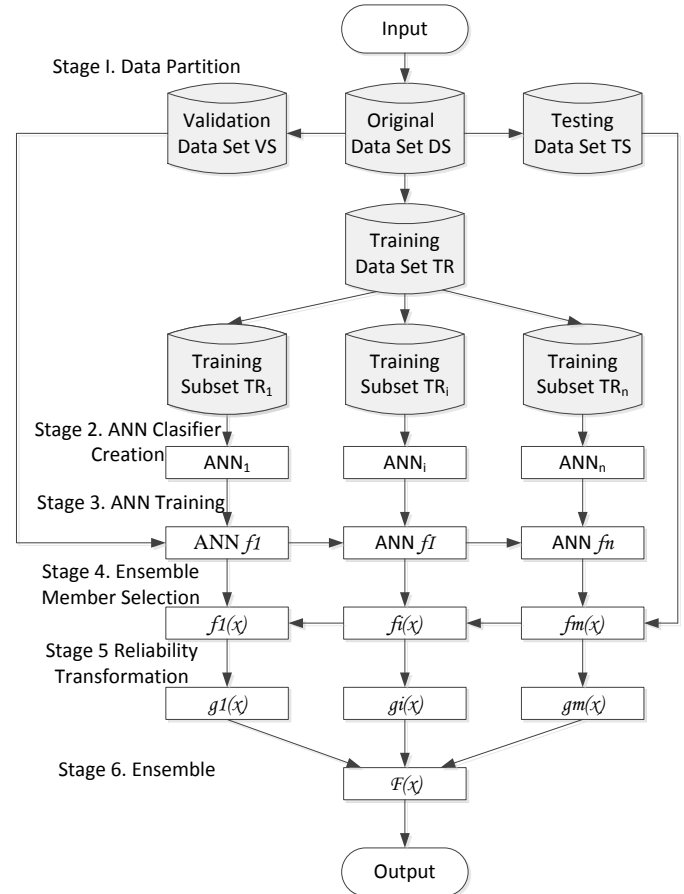 Input
Stage I. Data Partition
Validation
Data Set VS
Original
Data Set DS
Testing
Data Set TS
Training
Data Set TR
Training
Subset TR₁
Training
Subset TRᵢ
Training
Subset TRₙ
Stage 2. ANN Clasifier
Creation
ANN₁
ANNᵢ
ANNₙ
Stage 3. ANN Training
ANN f1
ANN fI
ANN fn
Stage 4. Ensemble
Member Selection
f1(x)
fi(x)
fm(x)
Stage 5 Reliability
Transformation
g1(x)
gi(x)
gm(x)
Stage 6. Ensemble
F(x)
Output